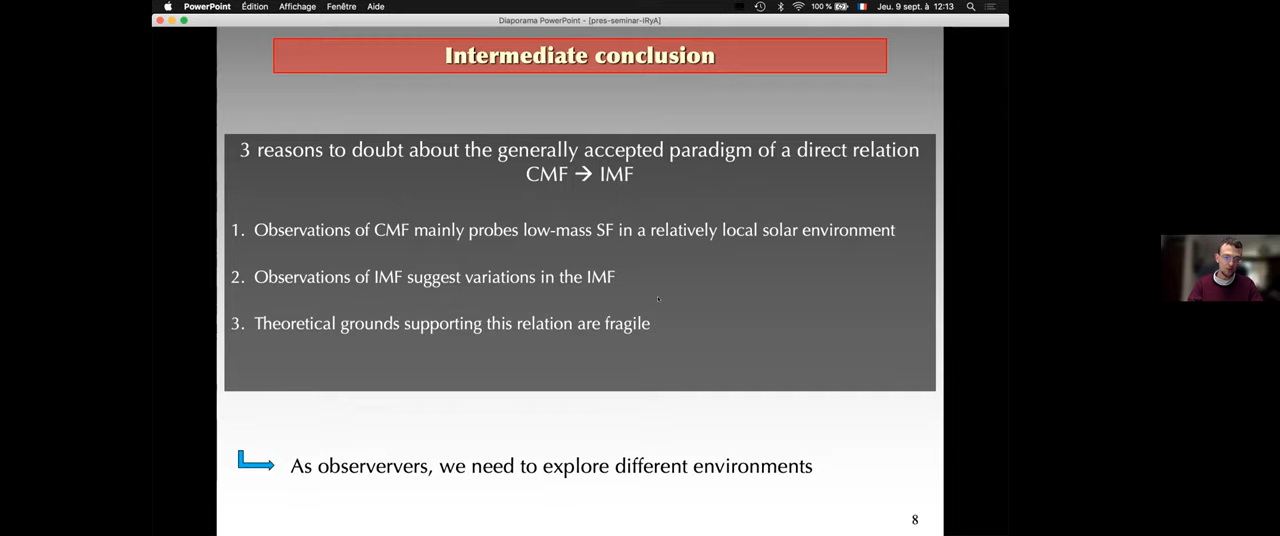 PowerPoint Édition Affichage Fenêtre Aide 100 % Jeu. 9 sept. à 12:13
Diaporama PowerPoint - [pres-seminar-IRyA]
Intermediate conclusion
3 reasons to doubt about the generally accepted paradigm of a direct relation
CMF → IMF
1. Observations of CMF mainly probes low-mass SF in a relatively local solar environment
2. Observations of IMF suggest variations in the IMF
3. Theoretical grounds supporting this relation are fragile
As observervers, we need to explore different environments
8